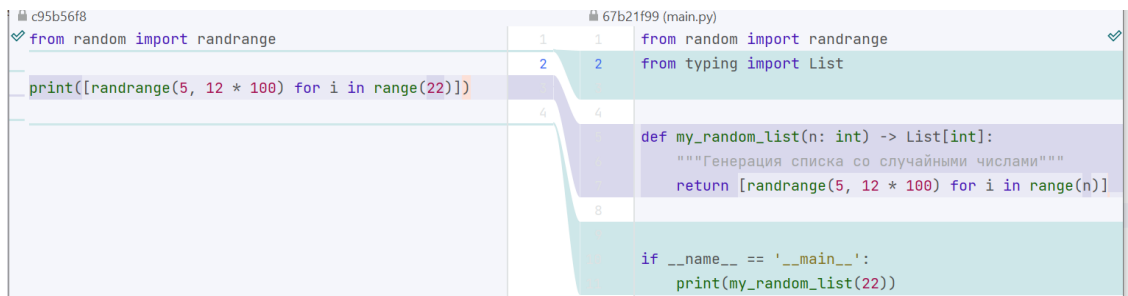 c95b56f8
from random import randrange
1
2
print([randrange(5, 12 * 100) for i in range(22)])
4
67b21f99 (main.py)
1 from random import randrange
2 from typing import List
4
def my_random_list(n: int) -> List[int]:
"""Генерация списка со случайными числами"""
return [randrange(5, 12 * 100) for i in range(n)]
8
if __name__ == '__main__':
print(my_random_list(22))